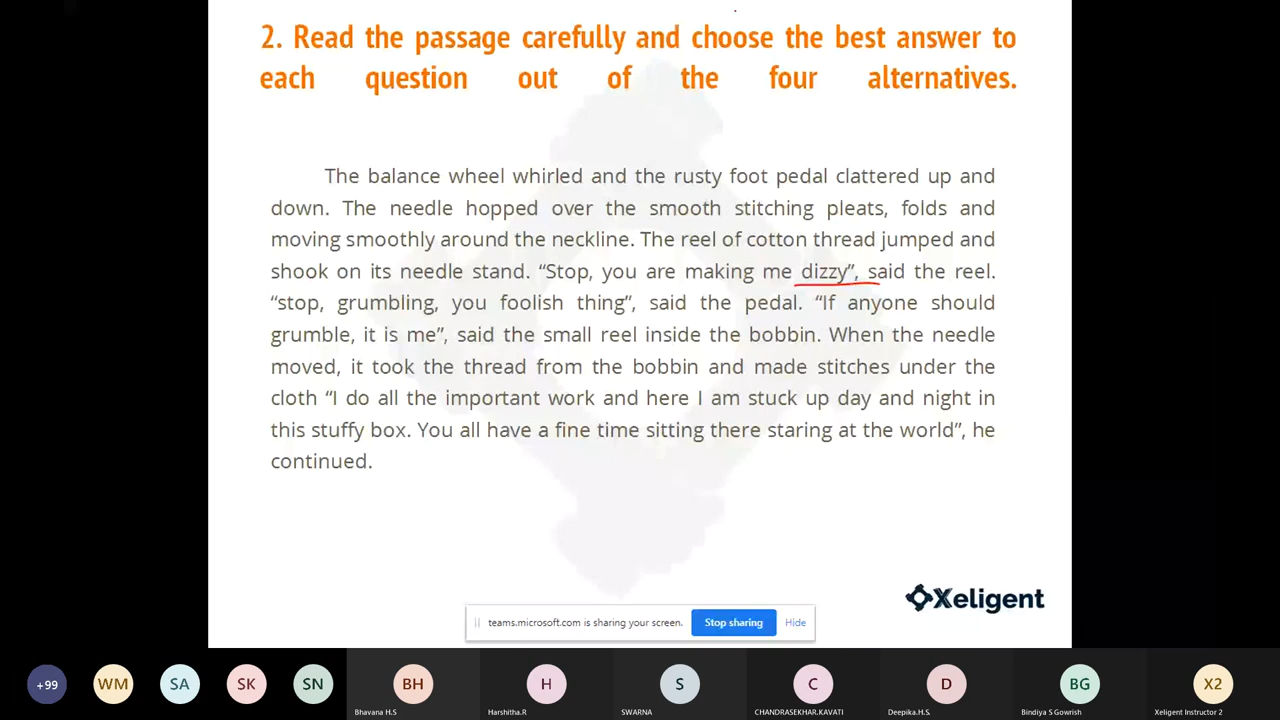 2. Read the passage carefully and choose the best answer to
each question out of the four alternatives.
The balance wheel whirled and the rusty foot pedal clattered up and
down. The needle hopped over the smooth stitching pleats, folds and
moving smoothly around the neckline. The reel of cotton thread jumped and
shook on its needle stand. “Stop, you are making me dizzy”, said the reel.
“stop, grumbling, you foolish thing”, said the pedal. “If anyone should
grumble, it is me”, said the small reel inside the bobbin. When the needle
moved, it took the thread from the bobbin and made stitches under the
cloth “I do all the important work and here I am stuck up day and night in
this stuffy box. You all have a fine time sitting there staring at the world”, he
continued.
Xeligent
teams.microsoft.com is sharing your screen. Stop sharing Hide
+99 WM SA SK SN BH H S C D BG X2
Bhavana H.S Harshitha.R SWARNA CHANDRASEKHAR.KAVATI Deepika.H.S. Bindiya S Gowrish Xeligent Instructor 2